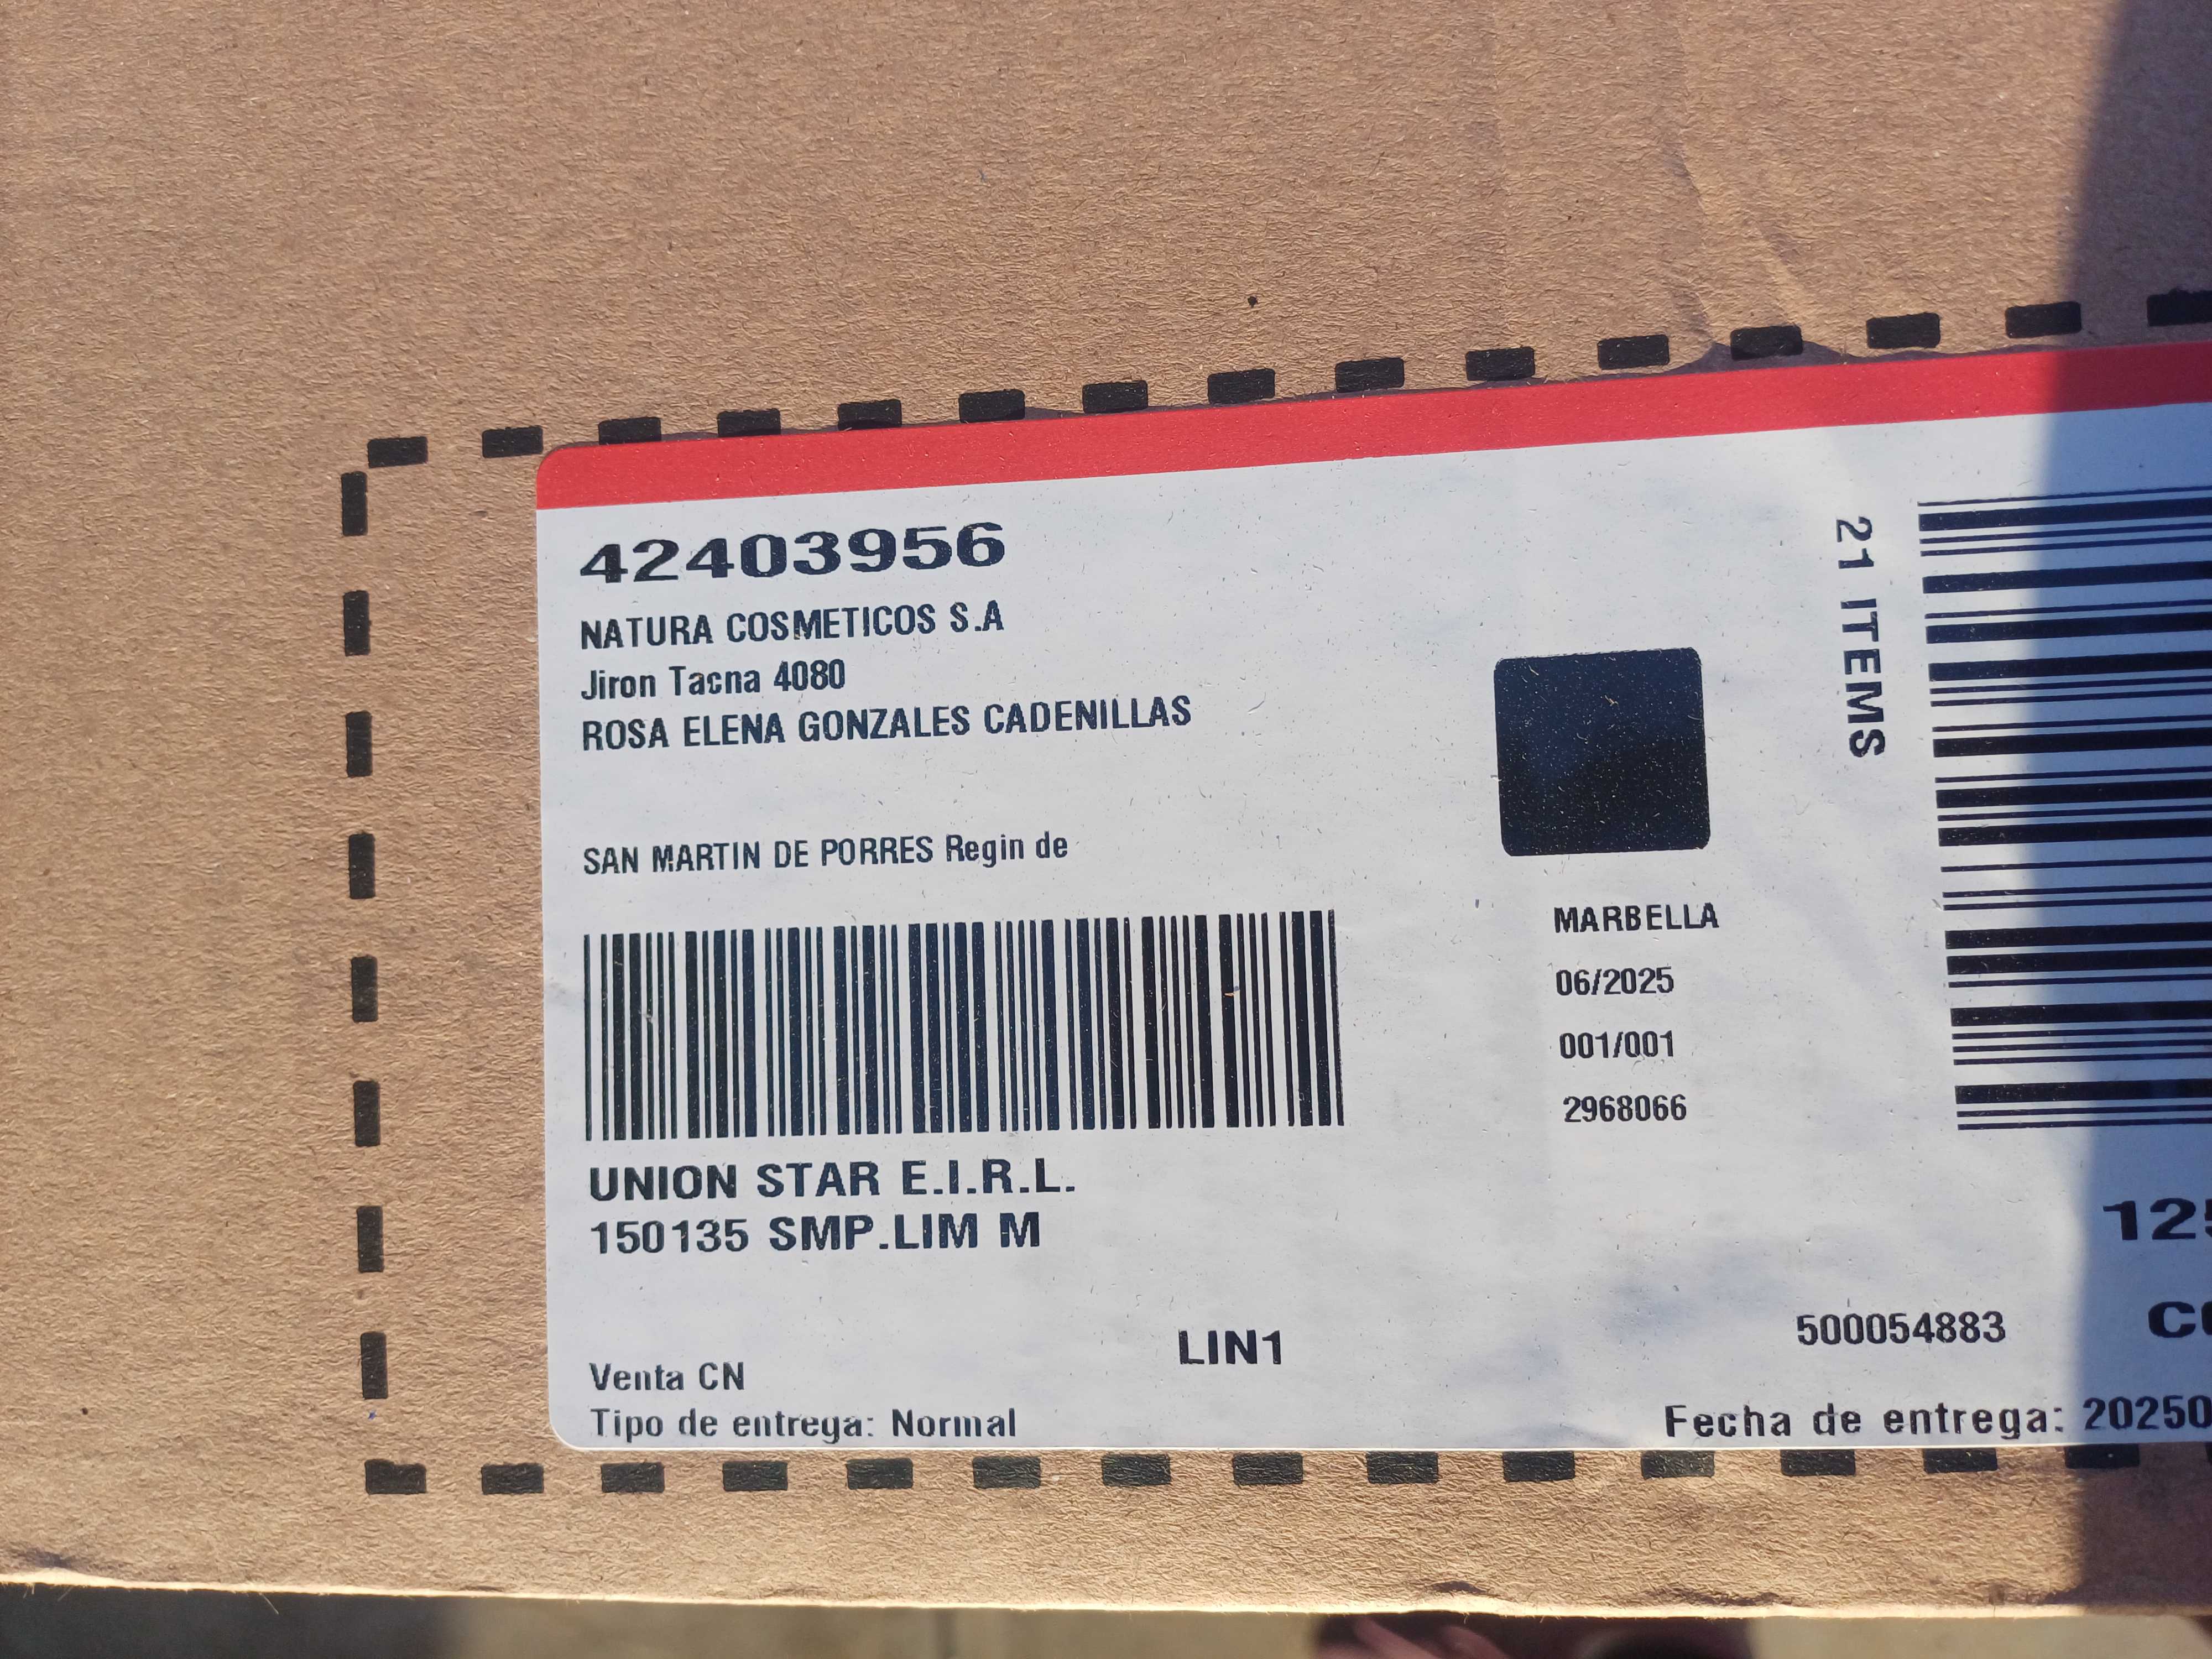 42403956
NATURA COSMETICOS S.A
Jiron Tacna 4080
ROSA ELENA GONZALES CADENILLAS
SAN MARTIN DE PORRES Regin de
UNION STAR E.I.R.L.
150135 SMP.LIM M
LIN1
Venta CN
Tipo de entrega: Normal
MARBELLA
06/2025
001/001
2968066
21 ITEMS
500054883
Fecha de entrega: 20250